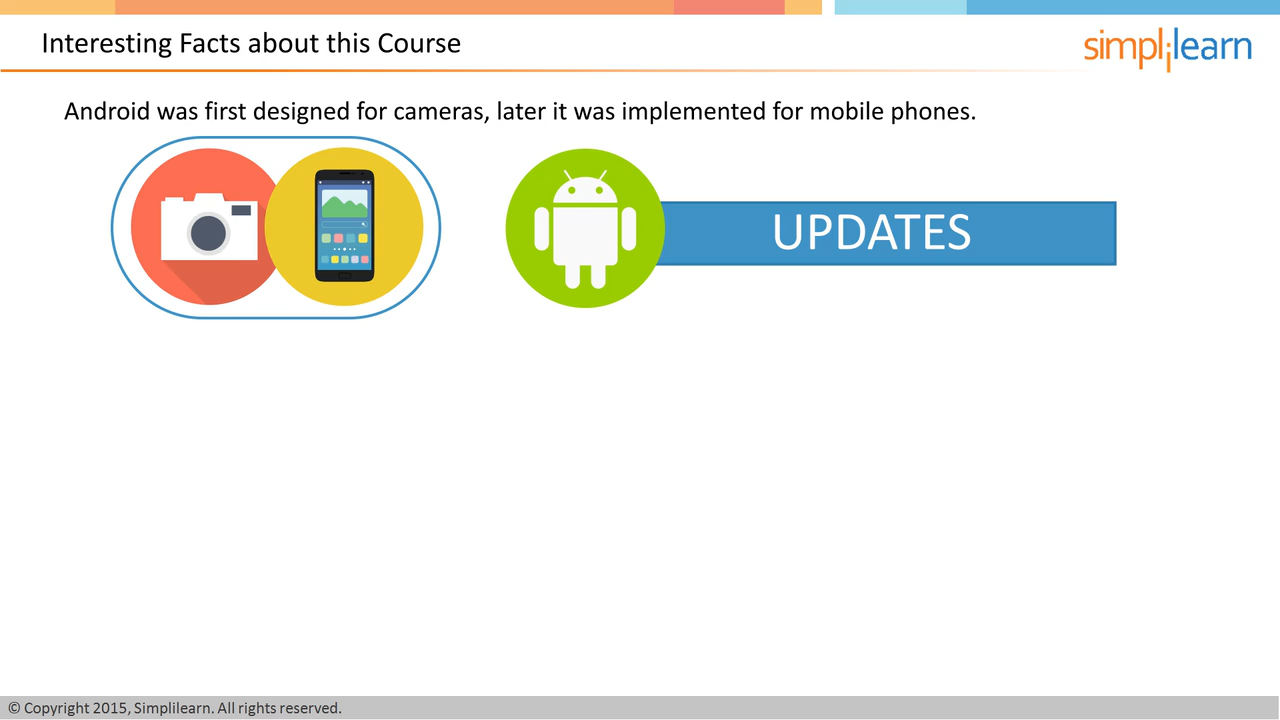 Interesting Facts about this Course
simplilearn
Android was first designed for cameras, later it was implemented for mobile phones.
UPDATES
© Copyright 2015, Simplilearn. All rights reserved.